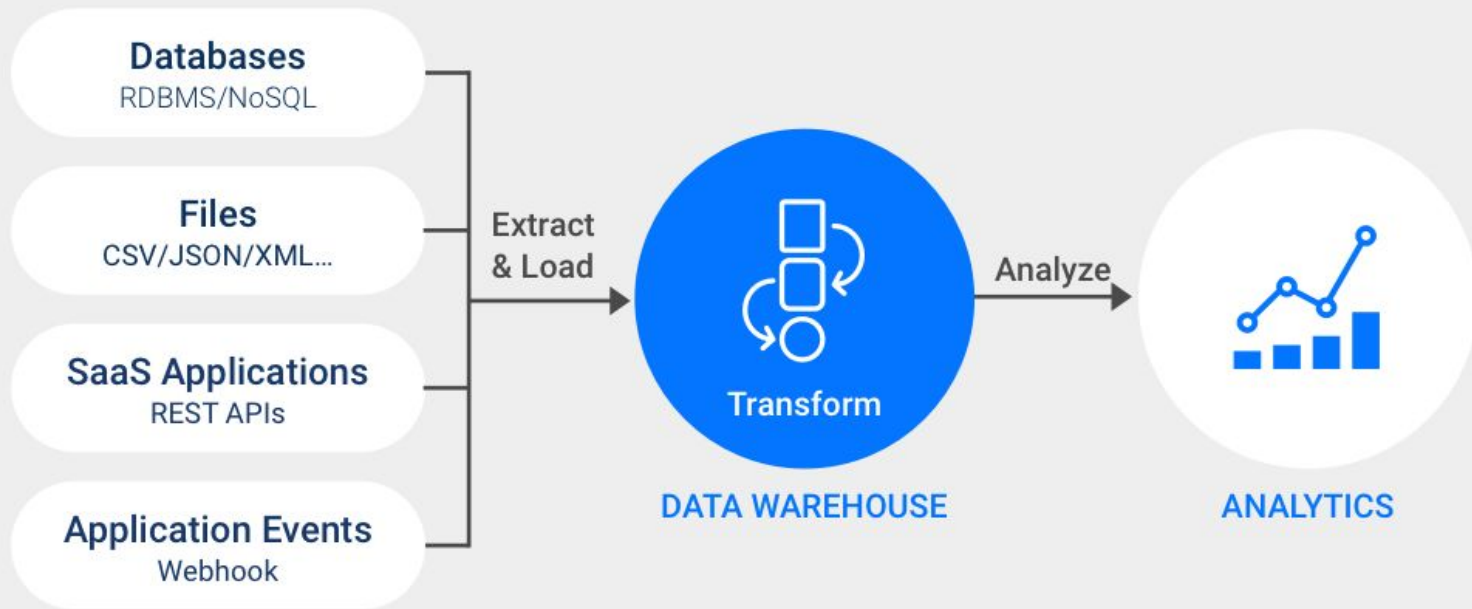 Databases
RDBMS/NoSQL
Files
CSV/JSON/XML...
SaaS Applications
REST APIs
Application Events
Webhook
Extract
& Load
Transform
DATA WAREHOUSE
Analyze
ANALYTICS